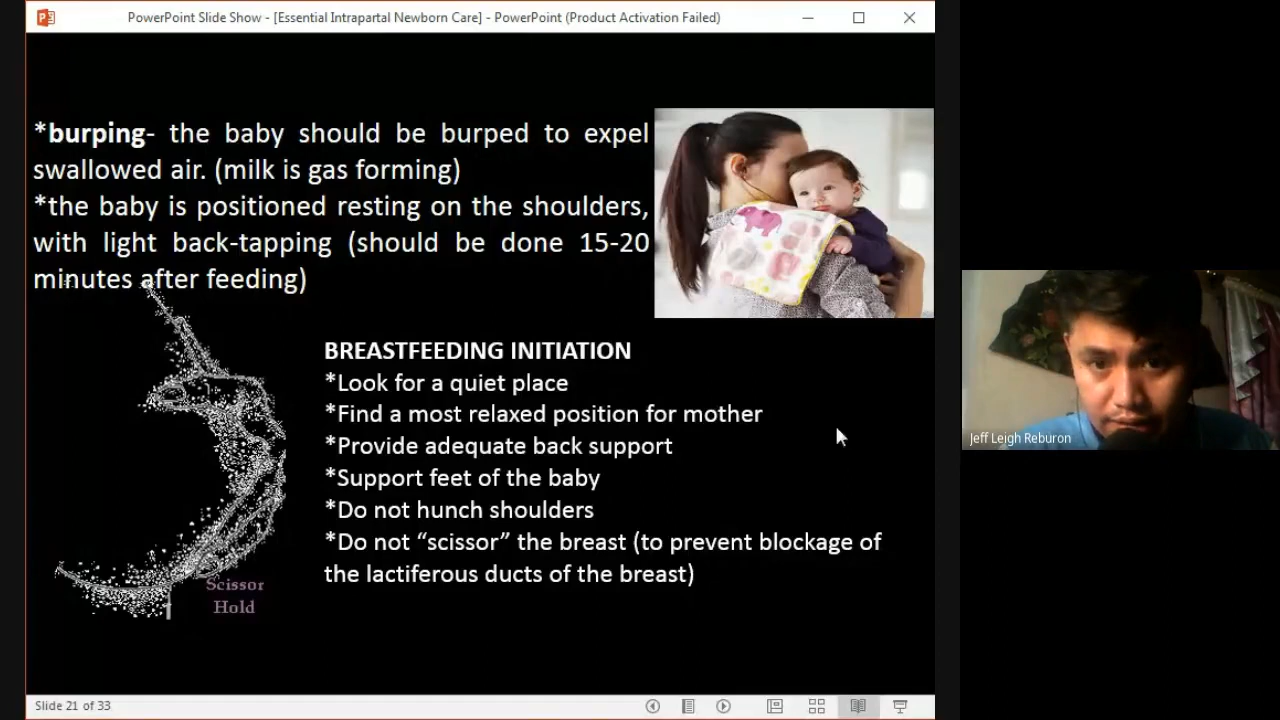 PowerPoint Slide Show - [Essential Intrapartal Newborn Care] - PowerPoint (Product Activation Failed)
*burping- the baby should be burped to expel
swallowed air. (milk is gas forming)
*the baby is positioned resting on the shoulders,
with light back-tapping (should be done 15-20
minutes after feeding)
BREASTFEEDING INITIATION
*Look for a quiet place
*Find a most relaxed position for mother
*Provide adequate back support
*Support feet of the baby
*Do not hunch shoulders
*Do not “scissor” the breast (to prevent blockage of
the lactiferous ducts of the breast)
Scissor
Hold
Jeff Leigh Reburon
Slide 21 of 33